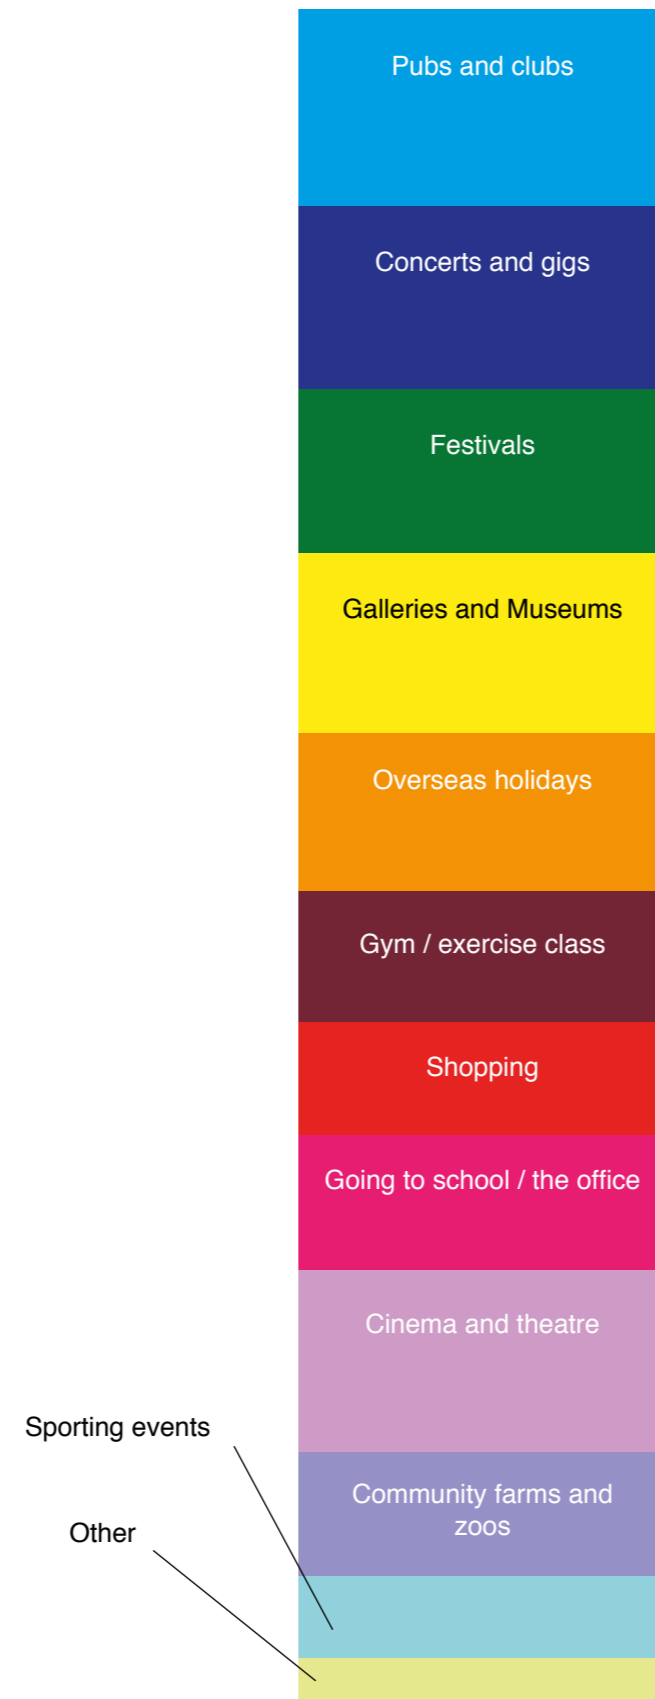 Pubs and clubs
Concerts and gigs
Festivals
Galleries and Museums
Overseas holidays
Gym / exercise class
Shopping
Going to school / the office
Cinema and theatre
Sporting events
Community farms and
zoos
Other